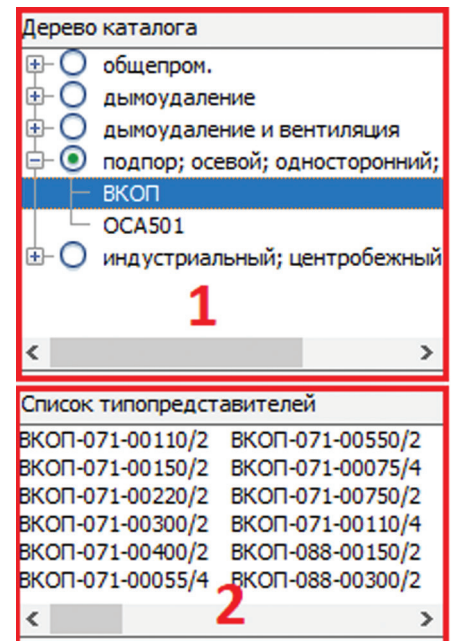 Дерево каталога
общепром.
дымоудаление
дымоудаление и вентиляция
подпор; осевой; односторонний;
ВКОП
ОСА501
индустриальный; центробежный
1
Список типопредставителей
ВКОП-071-00110/2 ВКОП-071-00550/2
ВКОП-071-00150/2 ВКОП-071-00075/4
ВКОП-071-00220/2 ВКОП-071-00750/2
ВКОП-071-00300/2 ВКОП-071-00110/4
ВКОП-071-00400/2 ВКОП-088-00150/2
ВКОП-071-00055/4 ВКОП-088-00300/2
2